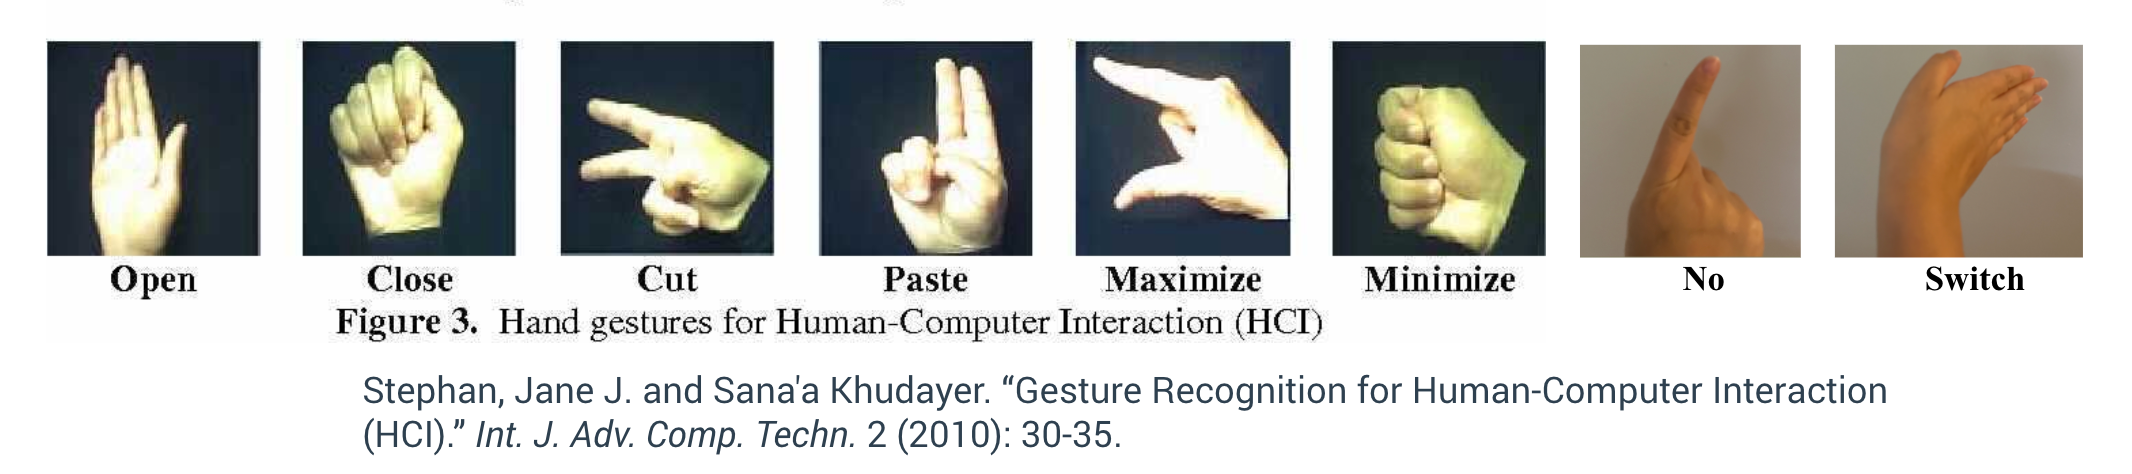 Open Close Cut Paste Maximize Minimize No Switch
Figure 3. Hand gestures for Human-Computer Interaction (HCI)
Stephan, Jane J. and Sana'a Khudayer. “Gesture Recognition for Human-Computer Interaction
(HCI).” Int. J. Adv. Comp. Techn. 2 (2010): 30-35.